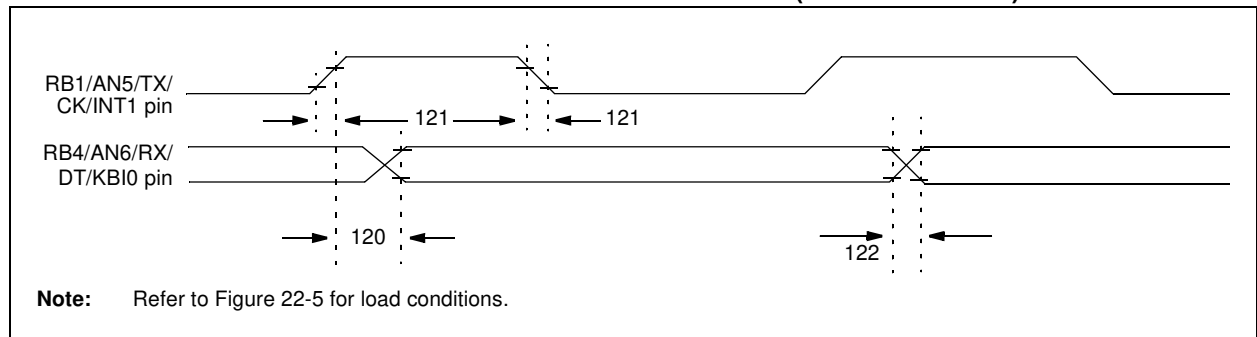 RB1/AN5/TX/
CK/INT1 pin
121
121
RB4/AN6/RX/
DT/KBI0 pin
120
122
Note: Refer to Figure 22-5 for load conditions.